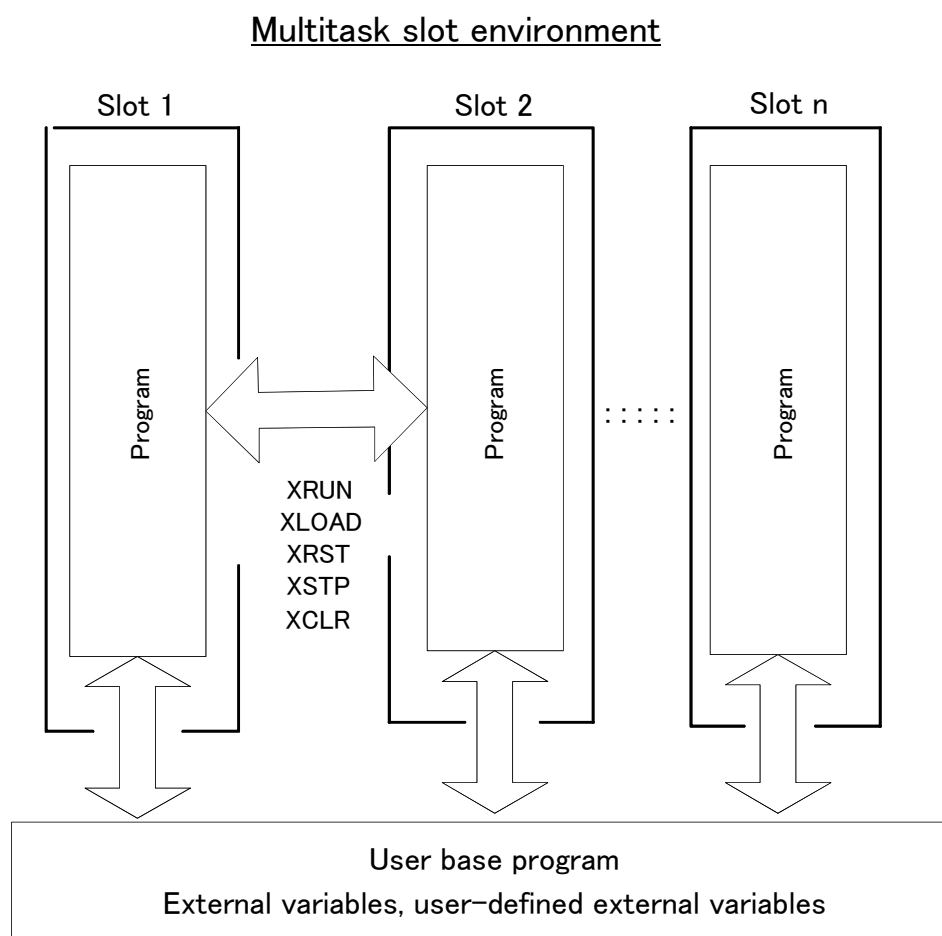 Multitask slot environment
Slot 1
Slot 2
Slot n
Program
Program
: : : : :
Program
XRUN
XLOAD
XRST
XSTP
XCLR
User base program
External variables, user-defined external variables